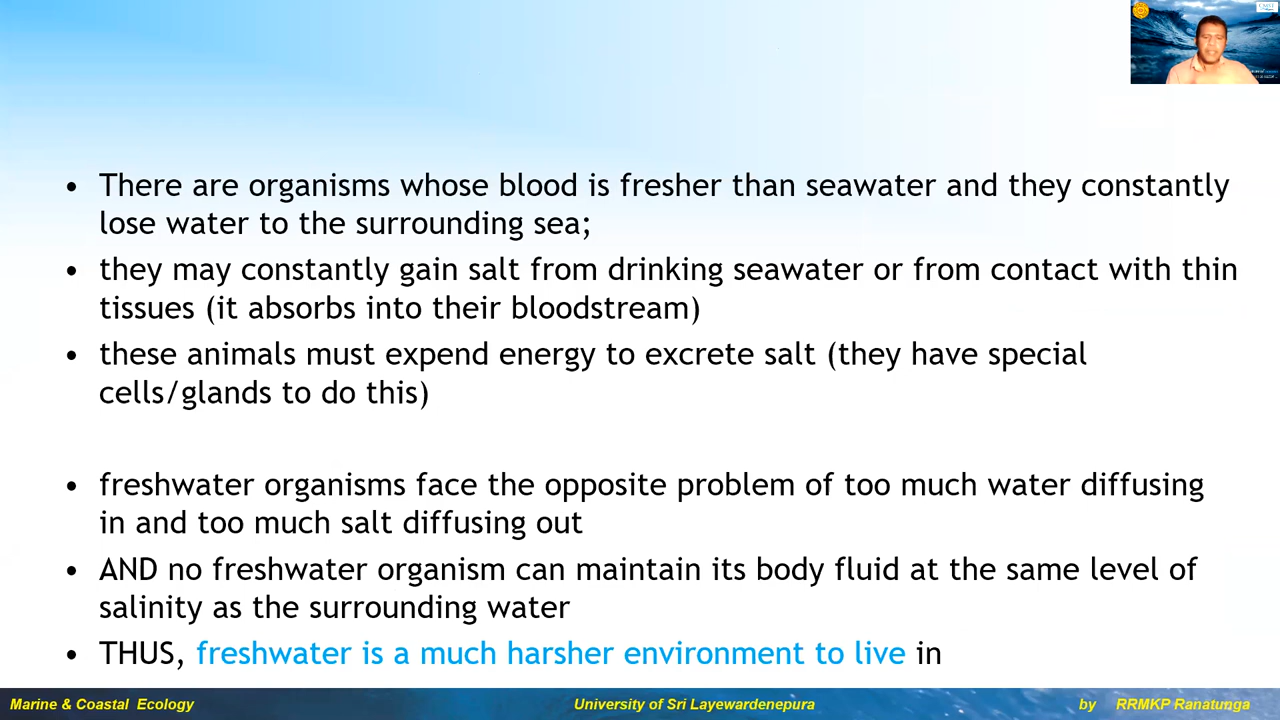 • There are organisms whose blood is fresher than seawater and they constantly
lose water to the surrounding sea;
• they may constantly gain salt from drinking seawater or from contact with thin
tissues (it absorbs into their bloodstream)
• these animals must expend energy to excrete salt (they have special
cells/glands to do this)
• freshwater organisms face the opposite problem of too much water diffusing
in and too much salt diffusing out
• AND no freshwater organism can maintain its body fluid at the same level of
salinity as the surrounding water
• THUS, freshwater is a much harsher environment to live in
Marine & Coastal Ecology University of Sri Layewardenepura by RRMKP Ranatunga